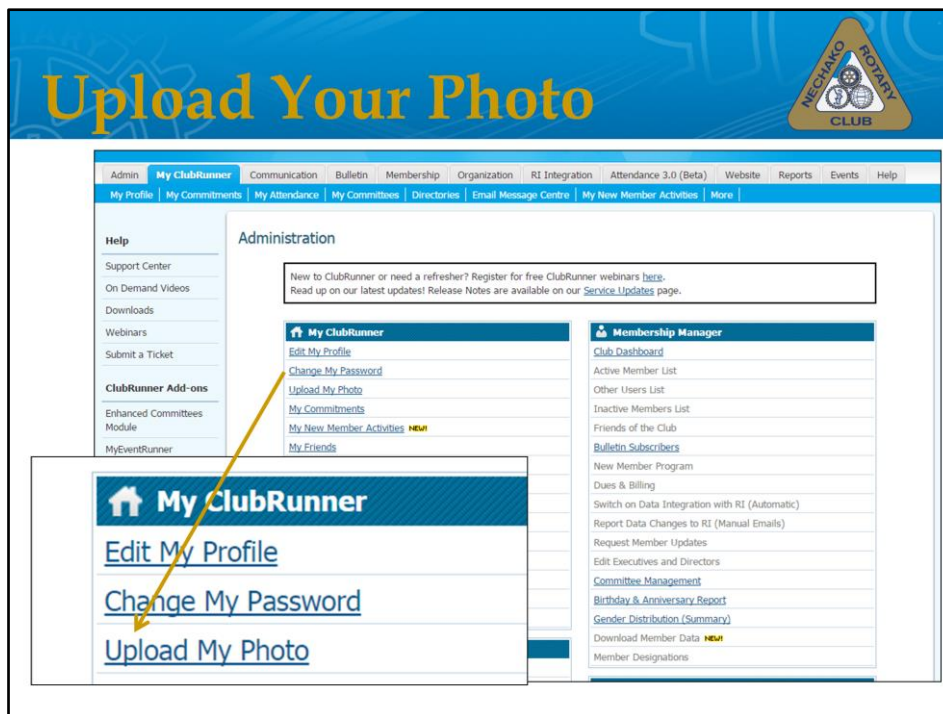 Upload Your Photo
NECHAKO ROTARY CLUB
Admin My ClubRunner Communication Bulletin Membership Organization RI Integration Attendance 3.0 (Beta) Website Reports Events Help
My Profile My Commitments My Attendance My Committees Directories Email Message Centre My New Member Activities More
Help
Support Center
On Demand Videos
Downloads
Webinars
Submit a Ticket
ClubRunner Add-ons
Enhanced Committees
Module
MyEventRunner
Administration
New to ClubRunner or need a refresher? Register for free ClubRunner webinars here.
Read up on our latest updates! Release Notes are available on our Service Updates page.
My ClubRunner
Edit My Profile
Change My Password
Upload My Photo
My Commitments
My New Member Activities NEW!
My Friends
Membership Manager
Club Dashboard
Active Member List
Other Users List
Inactive Members List
Friends of the Club
Bulletin Subscribers
New Member Program
Dues & Billing
Switch on Data Integration with RI (Automatic)
Report Data Changes to RI (Manual Emails)
Request Member Updates
Edit Executives and Directors
Committee Management
Birthday & Anniversary Report
Gender Distribution (Summary)
Download Member Data NEW!
Member Designations
My ClubRunner
Edit My Profile
Change My Password
Upload My Photo